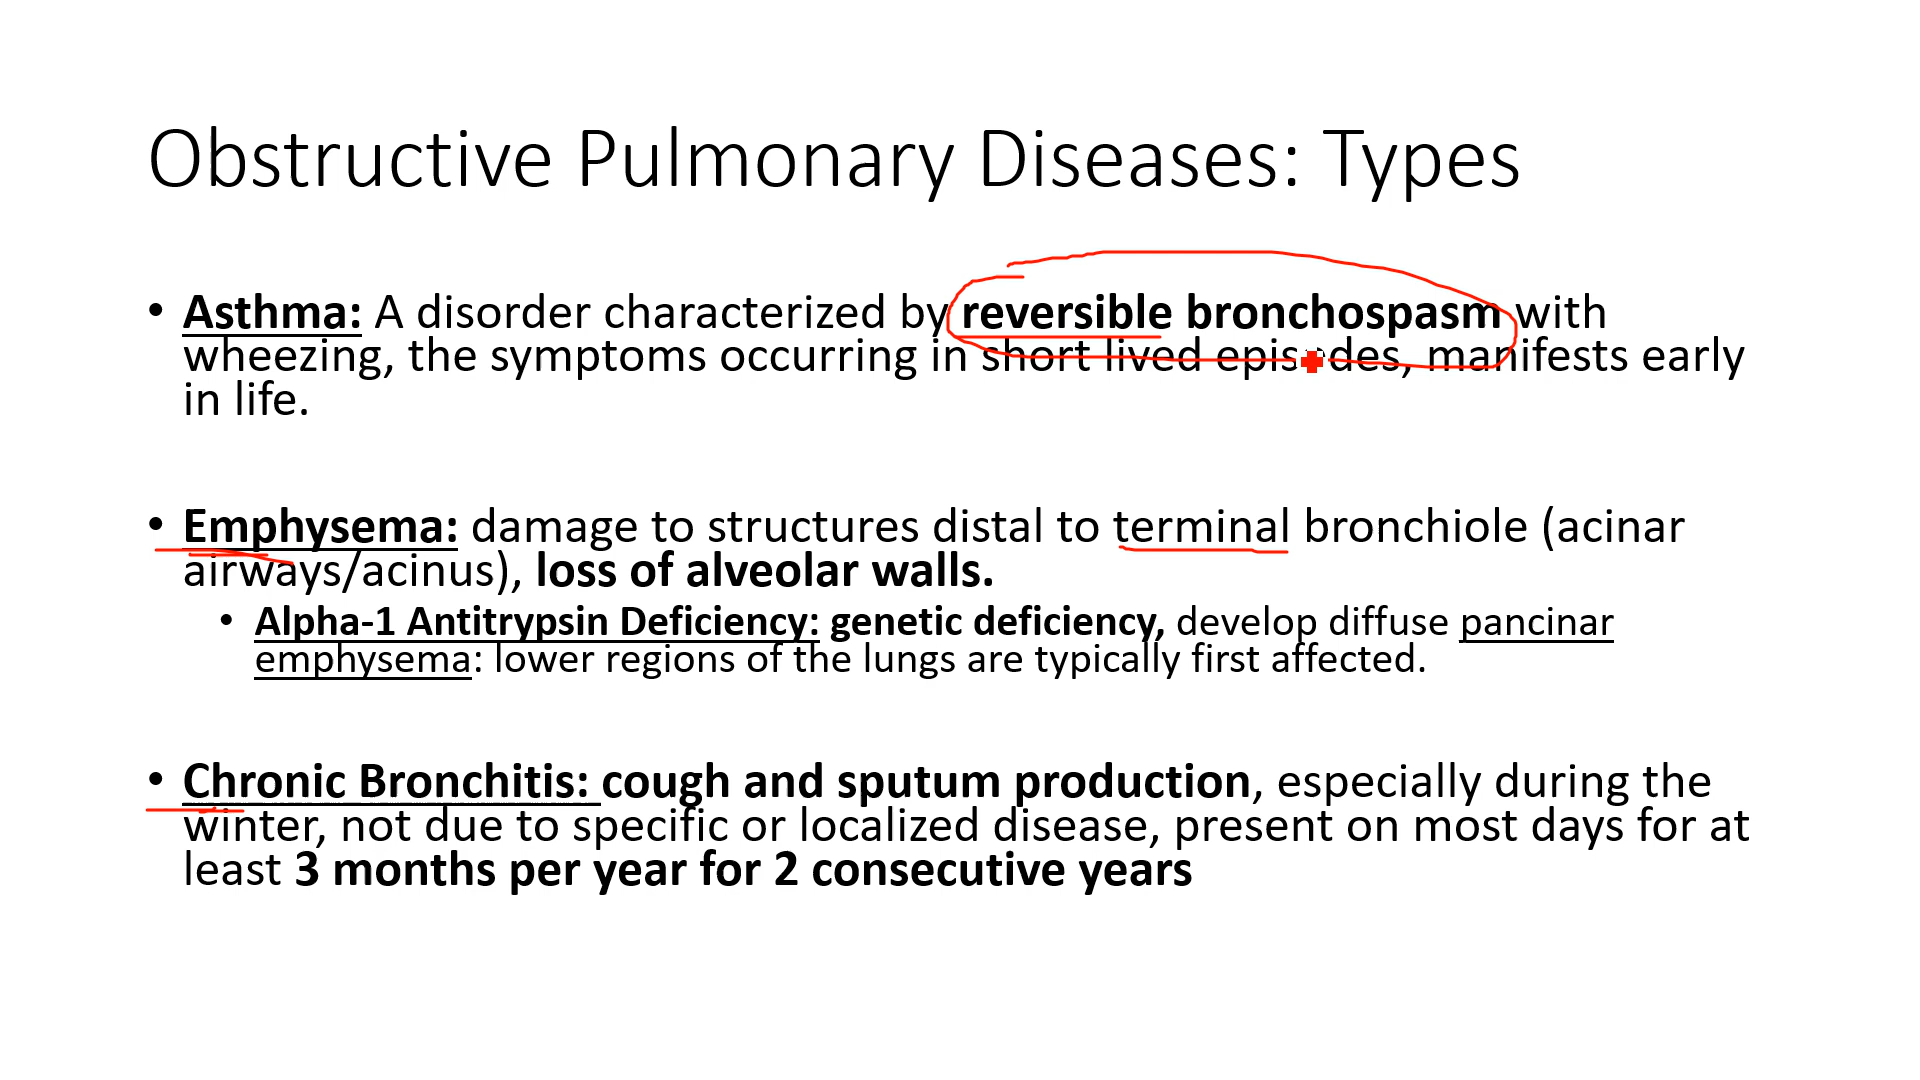 Obstructive Pulmonary Diseases: Types
• Asthma: A disorder characterized by reversible bronchospasm with
wheezing, the symptoms occurring in short lived episodes, manifests early
in life.
• Emphysema: damage to structures distal to terminal bronchiole (acinar
airways/acinus), loss of alveolar walls.
• Alpha-1 Antitrypsin Deficiency: genetic deficiency, develop diffuse pancinar
emphysema: lower regions of the lungs are typically first affected.
• Chronic Bronchitis: cough and sputum production, especially during the
winter, not due to specific or localized disease, present on most days for at
least 3 months per year for 2 consecutive years